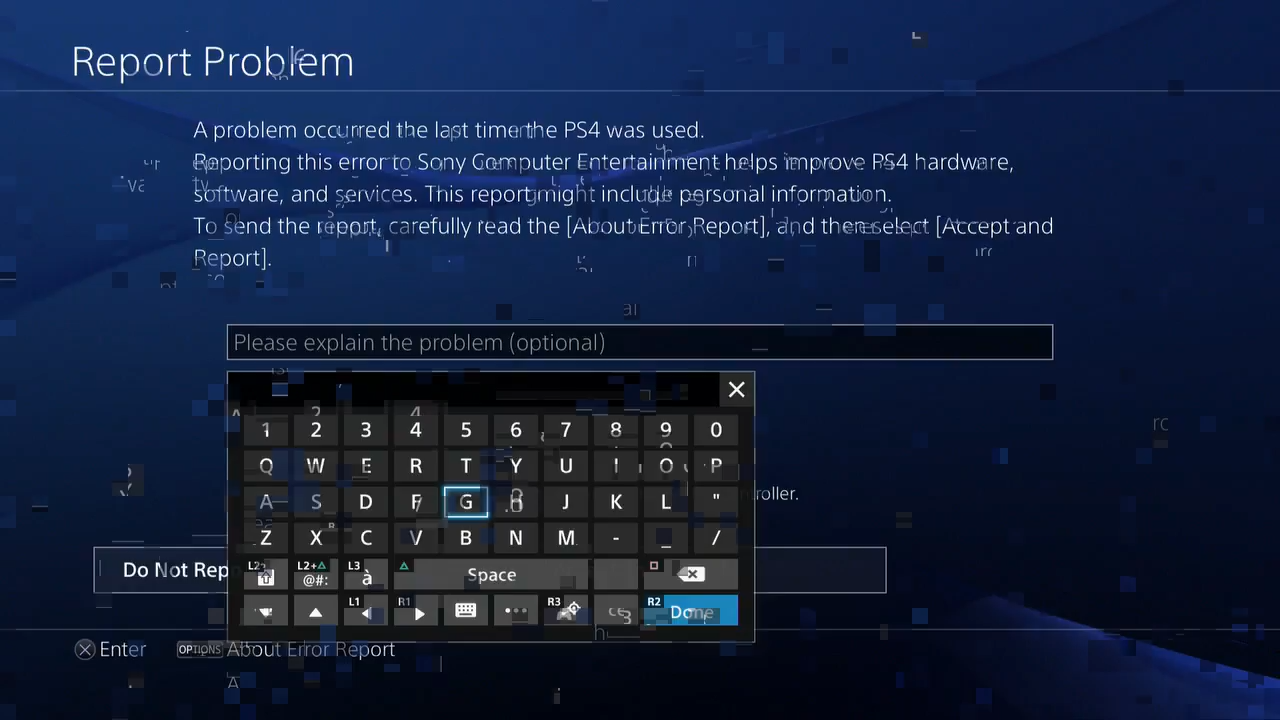 Report Problem
A problem occurred the last time the PS4 was used.
Reporting this error to Sony Computer Entertainment helps improve PS4 hardware,
software, and services. This report might include personal information.
To send the report, carefully read the [About Error Report], and then select [Accept and
Report].
Please explain the problem (optional)
1 2 3 4 5 6 7 8 9 0
Q W E R T Y U I O P
A S D F G J K L "
roller.
Z X C V B N M - _ /
Do Not Rep
L2 L2+△ @#: L3 à △ Space
L1 R1 R3 R2 Done
Enter OPTIONS About Error Report